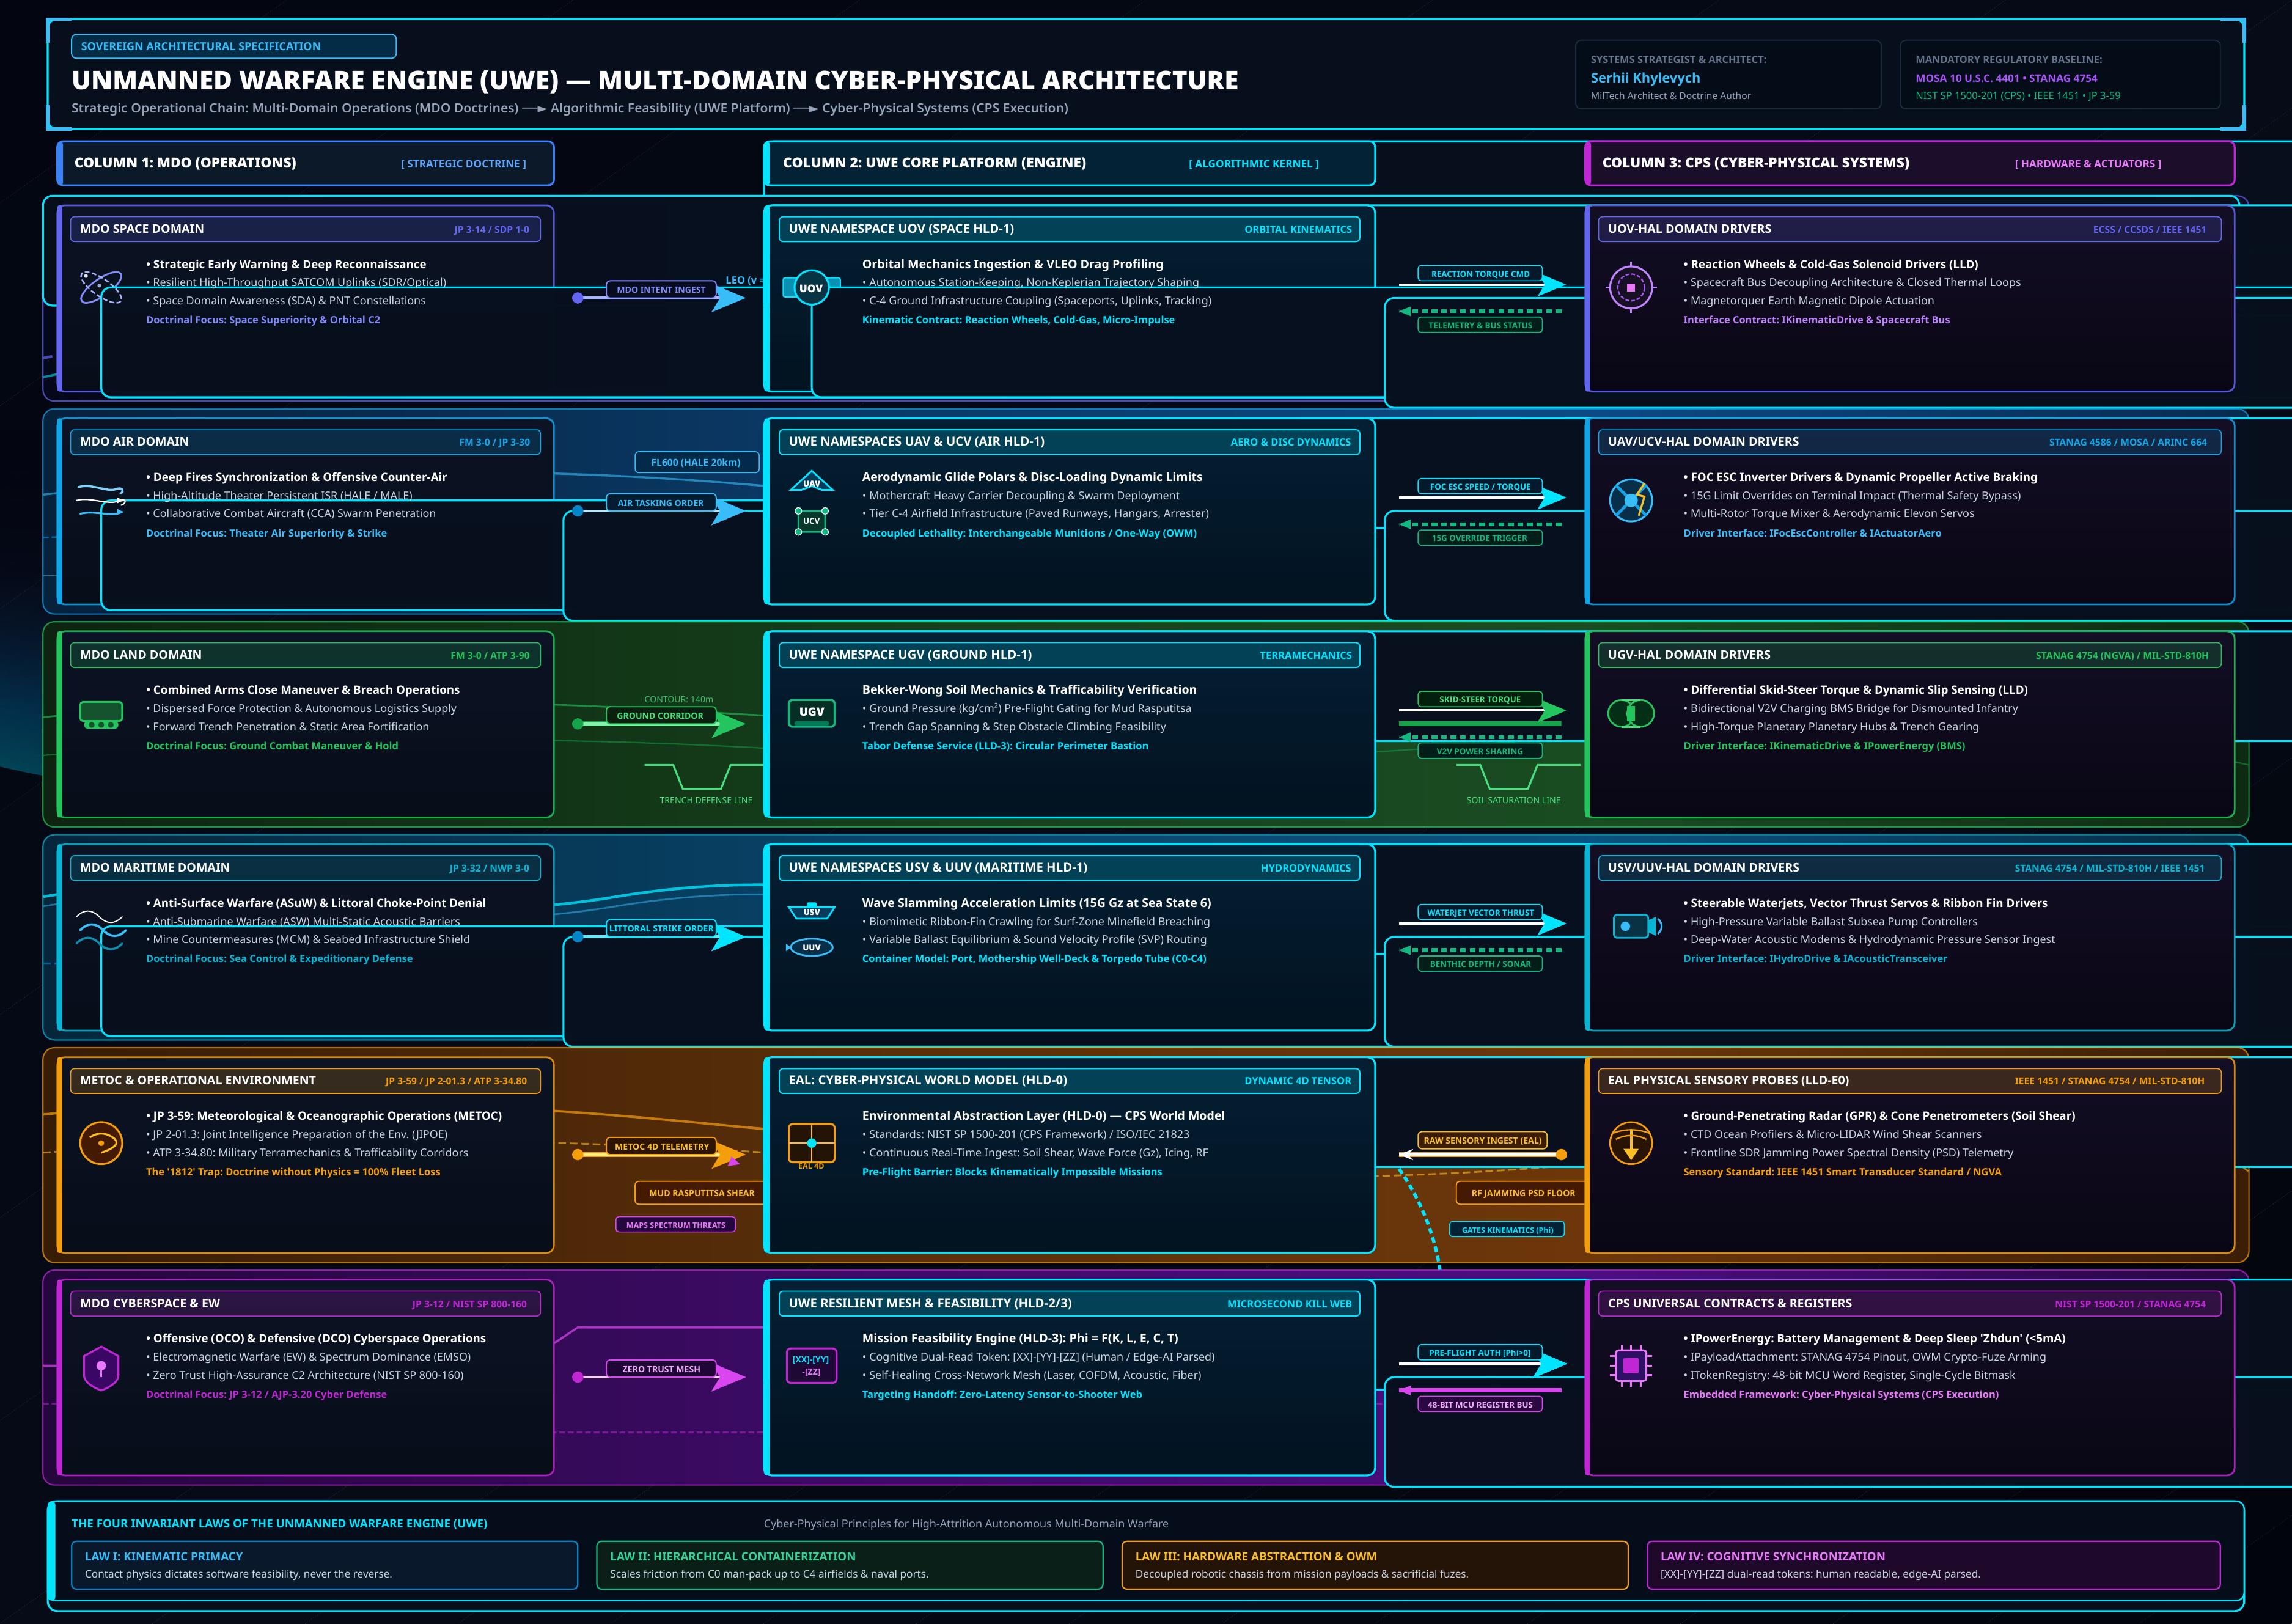 SOVEREIGN ARCHITECTURAL SPECIFICATION
UNMANNED WARFARE ENGINE (UWE) — MULTI-DOMAIN CYBER-PHYSICAL ARCHITECTURE
Strategic Operational Chain: Multi-Domain Operations (MDO Doctrines) ──► Algorithmic Feasibility (UWE Platform) ──► Cyber-Physical Systems (CPS Execution)
SYSTEMS STRATEGIST & ARCHITECT:
Serhii Khylevych
MilTech Architect & Doctrine Author
MANDATORY REGULATORY BASELINE:
MOSA 10 U.S.C. 4401 • STANAG 4754
NIST SP 1500-201 (CPS) • IEEE 1451 • JP 3-59
COLUMN 1: MDO (OPERATIONS)
[ STRATEGIC DOCTRINE ]
COLUMN 2: UWE CORE PLATFORM (ENGINE)
[ ALGORITHMIC KERNEL ]
COLUMN 3: CPS (CYBER-PHYSICAL SYSTEMS)
[ HARDWARE & ACTUATORS ]
MDO SPACE DOMAIN
JP 3-14 / SDP 1-0
• Strategic Early Warning & Deep Reconnaissance
• Resilient High-Throughput SATCOM Uplinks (SDR/Optical)
• Space Domain Awareness (SDA) & PNT Constellations
Doctrinal Focus: Space Superiority & Orbital C2
LEO (v
MDO INTENT INGEST
UWE NAMESPACE UOV (SPACE HLD-1)
ORBITAL KINEMATICS
UOV
Orbital Mechanics Ingestion & VLEO Drag Profiling
• Autonomous Station-Keeping, Non-Keplerian Trajectory Shaping
• C-4 Ground Infrastructure Coupling (Spaceports, Uplinks, Tracking)
Kinematic Contract: Reaction Wheels, Cold-Gas, Micro-Impulse
REACTION TORQUE CMD
TELEMETRY & BUS STATUS
UOV-HAL DOMAIN DRIVERS
ECSS / CCSDS / IEEE 1451
• Reaction Wheels & Cold-Gas Solenoid Drivers (LLD)
• Spacecraft Bus Decoupling Architecture & Closed Thermal Loops
• Magnetorquer Earth Magnetic Dipole Actuation
Interface Contract: IKinematicDrive & Spacecraft Bus
MDO AIR DOMAIN
FM 3-0 / JP 3-30
• Deep Fires Synchronization & Offensive Counter-Air
• High-Altitude Theater Persistent ISR (HALE / MALE)
• Collaborative Combat Aircraft (CCA) Swarm Penetration
Doctrinal Focus: Theater Air Superiority & Strike
FL600 (HALE 20km)
AIR TASKING ORDER
UWE NAMESPACES UAV & UCV (AIR HLD-1)
AERO & DISC DYNAMICS
UAV
UCV
Aerodynamic Glide Polars & Disc-Loading Dynamic Limits
• Mothercraft Heavy Carrier Decoupling & Swarm Deployment
• Tier C-4 Airfield Infrastructure (Paved Runways, Hangars, Arrester)
Decoupled Lethality: Interchangeable Munitions / One-Way (OWM)
FOC ESC SPEED / TORQUE
15G OVERRIDE TRIGGER
UAV/UCV-HAL DOMAIN DRIVERS
STANAG 4586 / MOSA / ARINC 664
• FOC ESC Inverter Drivers & Dynamic Propeller Active Braking
• 15G Limit Overrides on Terminal Impact (Thermal Safety Bypass)
• Multi-Rotor Torque Mixer & Aerodynamic Elevon Servos
Driver Interface: IFocEscController & IActuatorAero
MDO LAND DOMAIN
FM 3-0 / ATP 3-90
• Combined Arms Close Maneuver & Breach Operations
• Dispersed Force Protection & Autonomous Logistics Supply
• Forward Trench Penetration & Static Area Fortification
Doctrinal Focus: Ground Combat Maneuver & Hold
CONTOUR: 140m
GROUND CORRIDOR
TRENCH DEFENSE LINE
UWE NAMESPACE UGV (GROUND HLD-1)
TERRAMECHANICS
UGV
Bekker-Wong Soil Mechanics & Trafficability Verification
• Ground Pressure (kg/cm²) Pre-Flight Gating for Mud Rasputitsa
• Trench Gap Spanning & Step Obstacle Climbing Feasibility
Tabor Defense Service (LLD-3): Circular Perimeter Bastion
SKID-STEER TORQUE
V2V POWER SHARING
SOIL SATURATION LINE
UGV-HAL DOMAIN DRIVERS
STANAG 4754 (NGVA) / MIL-STD-810H
• Differential Skid-Steer Torque & Dynamic Slip Sensing (LLD)
• Bidirectional V2V Charging BMS Bridge for Dismounted Infantry
• High-Torque Planetary Planetary Hubs & Trench Gearing
Driver Interface: IKinematicDrive & IPowerEnergy (BMS)
MDO MARITIME DOMAIN
JP 3-32 / NWP 3-0
• Anti-Surface Warfare (ASuW) & Littoral Choke-Point Denial
• Anti-Submarine Warfare (ASW) Multi-Static Acoustic Barriers
• Mine Countermeasures (MCM) & Seabed Infrastructure Shield
Doctrinal Focus: Sea Control & Expeditionary Defense
LITTORAL STRIKE ORDER
UWE NAMESPACES USV & UUV (MARITIME HLD-1)
HYDRODYNAMICS
USV
UUV
Wave Slamming Acceleration Limits (15G Gz at Sea State 6)
• Biomimetic Ribbon-Fin Crawling for Surf-Zone Minefield Breaching
• Variable Ballast Equilibrium & Sound Velocity Profile (SVP) Routing
Container Model: Port, Mothership Well-Deck & Torpedo Tube (C0-C4)
WATERJET VECTOR THRUST
BENTHIC DEPTH / SONAR
USV/UUV-HAL DOMAIN DRIVERS
STANAG 4754 / MIL-STD-810H / IEEE 1451
• Steerable Waterjets, Vector Thrust Servos & Ribbon Fin Drivers
• High-Pressure Variable Ballast Subsea Pump Controllers
• Deep-Water Acoustic Modems & Hydrodynamic Pressure Sensor Ingest
Driver Interface: IHydroDrive & IAcousticTransceiver
METOC & OPERATIONAL ENVIRONMENT
JP 3-59 / JP 2-01.3 / ATP 3-34.80
• JP 3-59: Meteorological & Oceanographic Operations (METOC)
• JP 2-01.3: Joint Intelligence Preparation of the Env. (JIPOE)
• ATP 3-34.80: Military Terramechanics & Trafficability Corridors
The '1812' Trap: Doctrine without Physics = 100% Fleet Loss
METOC 4D TELEMETRY
MUD RASPUTITSA SHEAR
MAPS SPECTRUM THREATS
EAL: CYBER-PHYSICAL WORLD MODEL (HLD-0)
DYNAMIC 4D TENSOR
EAL 4D
Environmental Abstraction Layer (HLD-0) — CPS World Model
• Standards: NIST SP 1500-201 (CPS Framework) / ISO/IEC 21823
• Continuous Real-Time Ingest: Soil Shear, Wave Force (Gz), Icing, RF
Pre-Flight Barrier: Blocks Kinematically Impossible Missions
RAW SENSORY INGEST (EAL)
RF JAMMING PSD FLOOR
GATES KINEMATICS (Phi)
EAL PHYSICAL SENSORY PROBES (LLD-E0)
IEEE 1451 / STANAG 4754 / MIL-STD-810H
• Ground-Penetrating Radar (GPR) & Cone Penetrometers (Soil Shear)
• CTD Ocean Profilers & Micro-LIDAR Wind Shear Scanners
• Frontline SDR Jamming Power Spectral Density (PSD) Telemetry
Sensory Standard: IEEE 1451 Smart Transducer Standard / NGVA
MDO CYBERSPACE & EW
JP 3-12 / NIST SP 800-160
• Offensive (OCO) & Defensive (DCO) Cyberspace Operations
• Electromagnetic Warfare (EW) & Spectrum Dominance (EMSO)
• Zero Trust High-Assurance C2 Architecture (NIST SP 800-160)
Doctrinal Focus: JP 3-12 / AJP-3.20 Cyber Defense
ZERO TRUST MESH
UWE RESILIENT MESH & FEASIBILITY (HLD-2/3)
MICROSECOND KILL WEB
[XX]-[YY]
-[ZZ]
Mission Feasibility Engine (HLD-3): Phi = F(K, L, E, C, T)
• Cognitive Dual-Read Token: [XX]-[YY]-[ZZ] (Human / Edge-AI Parsed)
• Self-Healing Cross-Network Mesh (Laser, COFDM, Acoustic, Fiber)
Targeting Handoff: Zero-Latency Sensor-to-Shooter Web
PRE-FLIGHT AUTH [Phi>0]
48-BIT MCU REGISTER BUS
CPS UNIVERSAL CONTRACTS & REGISTERS
NIST SP 1500-201 / STANAG 4754
• IPowerEnergy: Battery Management & Deep Sleep 'Zhdun' (<5mA)
• IPayloadAttachment: STANAG 4754 Pinout, OWM Crypto-Fuze Arming
• ITokenRegistry: 48-bit MCU Word Register, Single-Cycle Bitmask
Embedded Framework: Cyber-Physical Systems (CPS Execution)
THE FOUR INVARIANT LAWS OF THE UNMANNED WARFARE ENGINE (UWE)
Cyber-Physical Principles for High-Attrition Autonomous Multi-Domain Warfare
LAW I: KINEMATIC PRIMACY
Contact physics dictates software feasibility, never the reverse.
LAW II: HIERARCHICAL CONTAINERIZATION
Scales friction from C0 man-pack up to C4 airfields & naval ports.
LAW III: HARDWARE ABSTRACTION & OWM
Decoupled robotic chassis from mission payloads & sacrificial fuzes.
LAW IV: COGNITIVE SYNCHRONIZATION
[XX]-[YY]-[ZZ] dual-read tokens: human readable, edge-AI parsed.